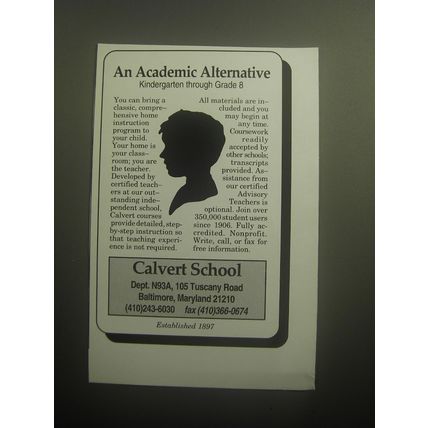 An Academic Alternative
Kindergarten through Grade 8
You can bring a
classic, compre-
hensive home
instruction
program to
your child.
Your home is
your class-
room; you are
the teacher.
Developed by
certified teach-
ers at our out-
standing inde-
pendent school,
Calvert courses
provide detailed, step-
by-step instruction so
that teaching experi-
ence is not required.
All materials are in-
cluded and you
may begin at
any time.
Coursework
readily
accepted by
other schools;
transcripts
provided. As-
sistance from
our certified
Advisory
Teachers is
optional. Join over
350,000 student users
since 1906. Fully ac-
credited. Nonprofit.
Write, call, or fax for
free information.
Calvert School
Dept. N93A, 105 Tuscany Road
Baltimore, Maryland 21210
(410)243-6030 fax (410)366-0674
Established 1897